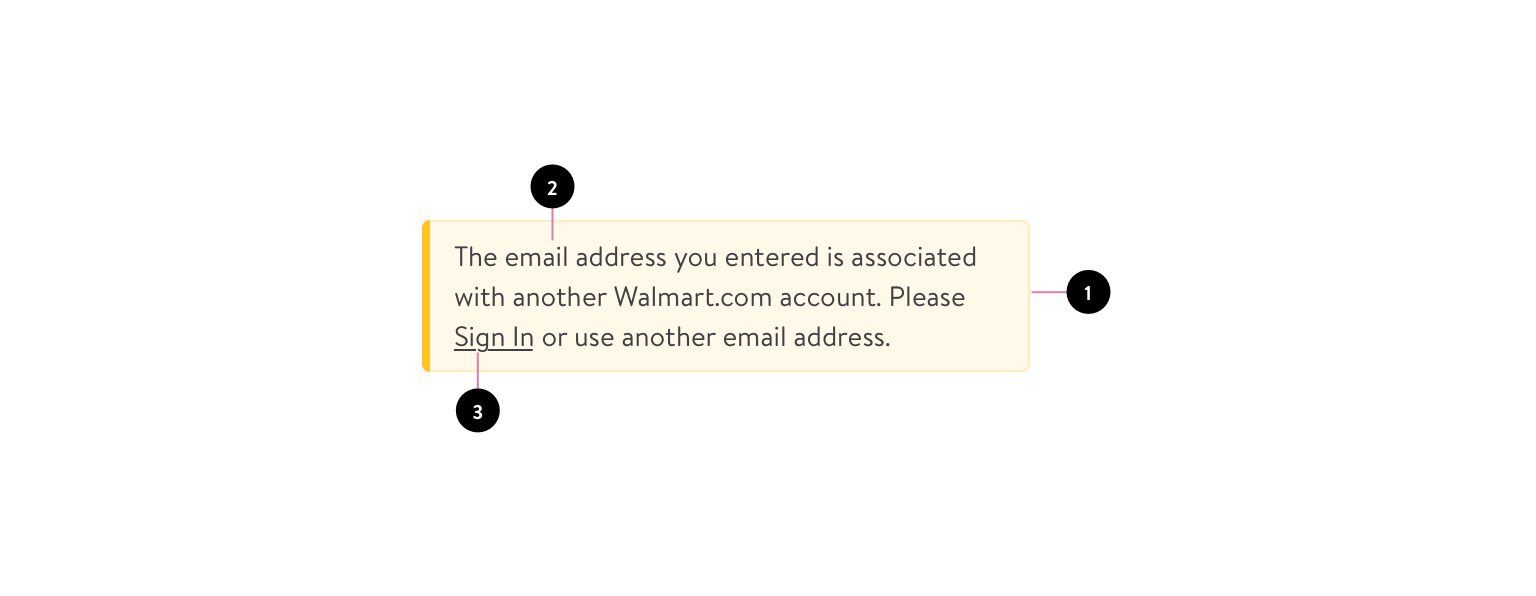 2
The email address you entered is associated
with another Walmart.com account. Please
1
Sign In or use another email address.
3